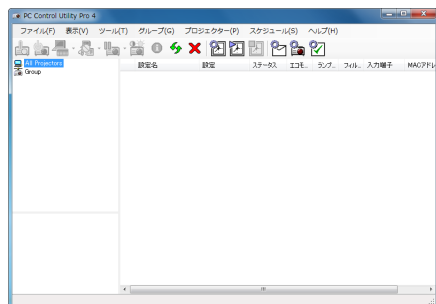 PC Control Utility Pro 4
ファイル(F) 表示(V) ツール(T) グループ(G) プロジェクター(P) スケジュール(S) ヘルプ(H)
設定名 設定 ステータス エコモ... ランプ... フィル... 入力端子 MACアドレ
All Projectors
Group